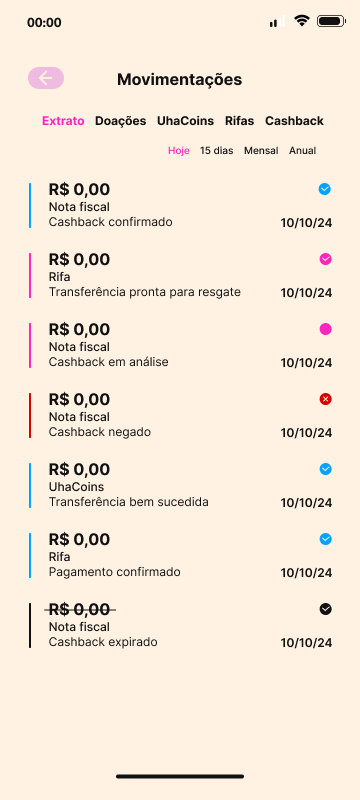 00:00
Movimentações
Extrato Doações UhaCoins Rifas Cashback
Hoje 15 dias Mensal Anual
R$ 0,00
Nota fiscal
Cashback confirmado 10/10/24
R$ 0,00
Rifa
Transferência pronta para resgate 10/10/24
R$ 0,00
Nota fiscal
Cashback em análise 10/10/24
R$ 0,00
Nota fiscal
Cashback negado 10/10/24
R$ 0,00
UhaCoins
Transferência bem sucedida 10/10/24
R$ 0,00
Rifa
Pagamento confirmado 10/10/24
R$ 0,00
Nota fiscal
Cashback expirado 10/10/24